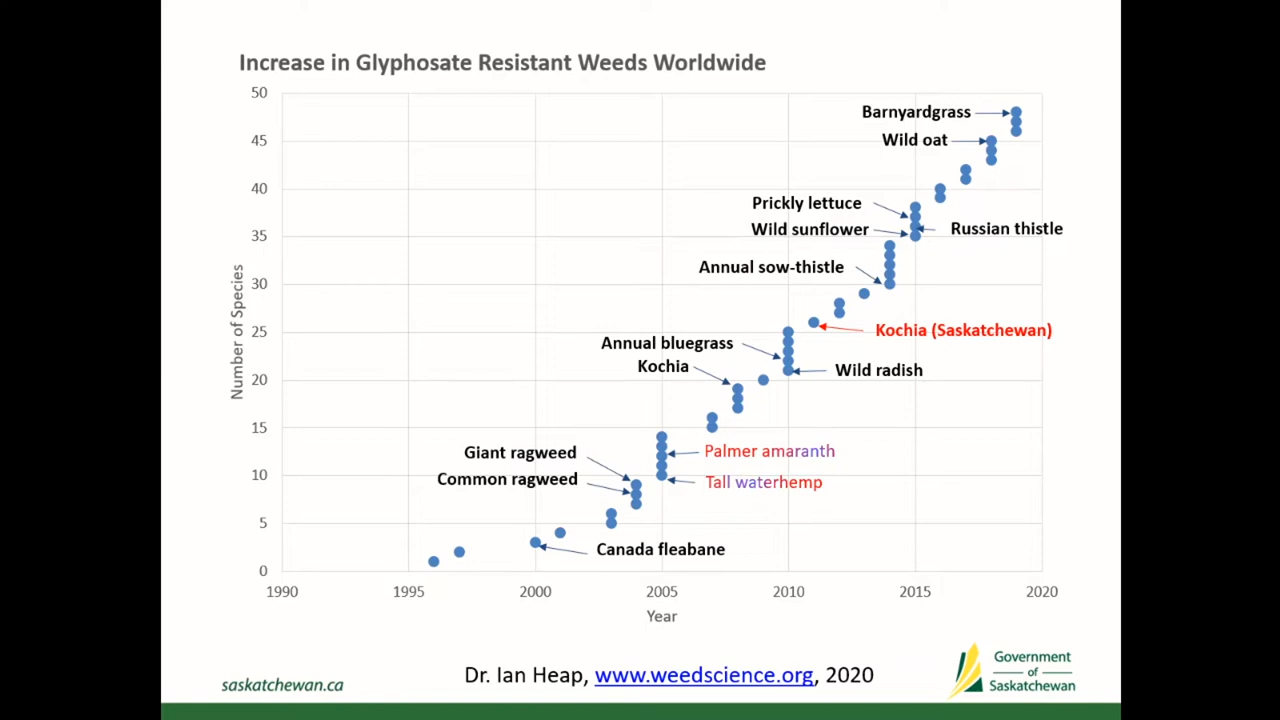 Increase in Glyphosate Resistant Weeds Worldwide
50
45
40
35
30
25
20
15
10
5
0
Number of Species
Barnyardgrass
Wild oat
Prickly lettuce
Wild sunflower
Russian thistle
Annual sow-thistle
Kochia (Saskatchewan)
Annual bluegrass
Kochia
Wild radish
Giant ragweed
Palmer amaranth
Common ragweed
Tall waterhemp
Canada fleabane
1990 1995 2000 2005 2010 2015 2020
Year
Dr. Ian Heap, www.weedscience.org, 2020
saskatchewan.ca
Government
of
Saskatchewan